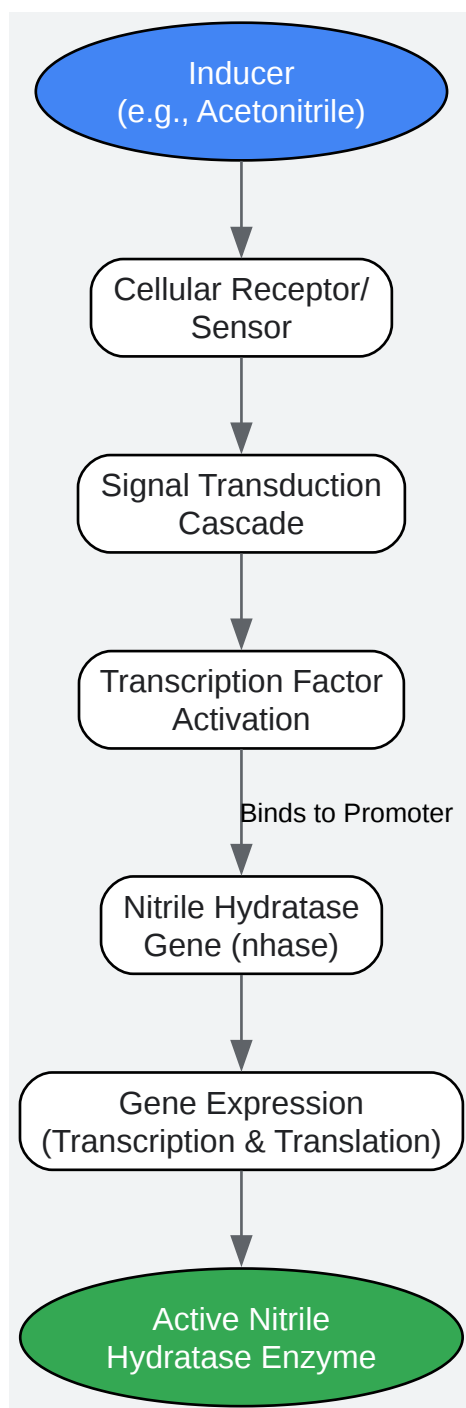 Inducer
(e.g., Acetonitrile)
Cellular Receptor/
Sensor
Signal Transduction
Cascade
Transcription Factor
Activation
Binds to Promoter
Nitrile Hydratase
Gene (nhase)
Gene Expression
(Transcription & Translation)
Active Nitrile
Hydratase Enzyme